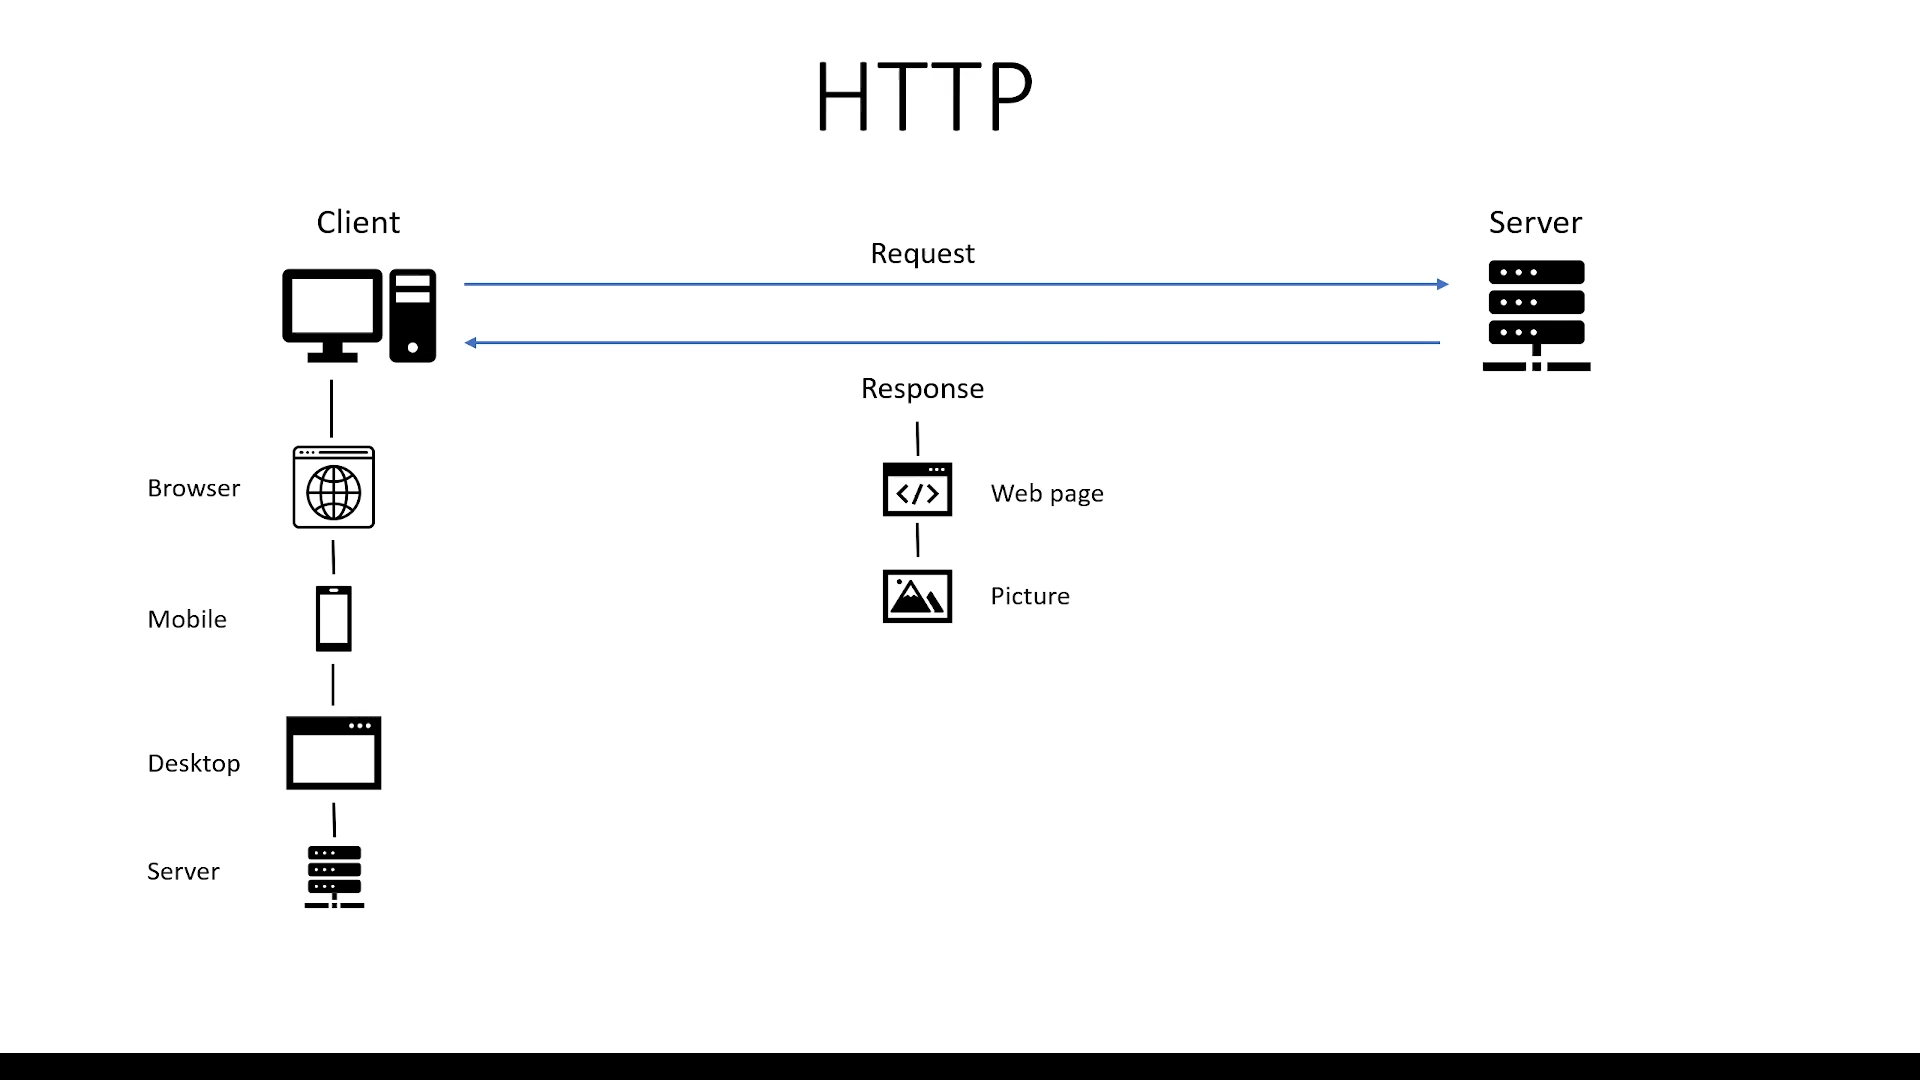 HTTP
Client
Server
Request
Response
Browser
Web page
Mobile
Picture
Desktop
Server